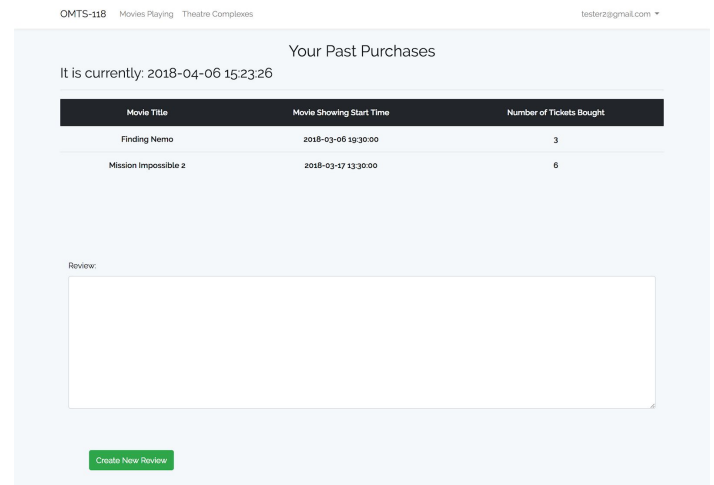 OMTS-118 Movies Playing Theatre Complexes tester2@gmail.com
Your Past Purchases
It is currently: 2018-04-06 15:23:26
Movie Title Movie Showing Start Time Number of Tickets Bought
Finding Nemo 2018-03-06 19:30:00 3
Mission Impossible 2 2018-03-17 13:30:00 6
Review:
Create New Review